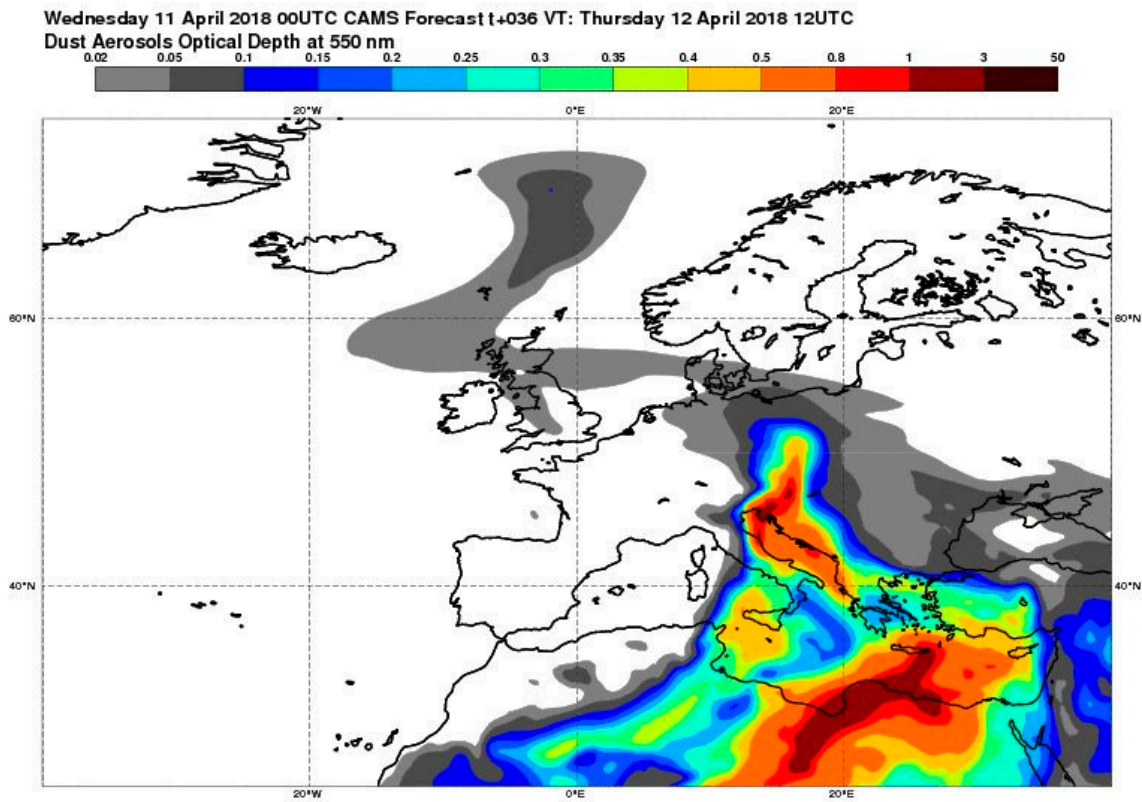 Wednesday 11 April 2018 00UTC CAMS Forecast t+036 VT: Thursday 12 April 2018 12UTC
Dust Aerosols Optical Depth at 550 nm
0.02 0.05 0.1 0.15 0.2 0.25 0.3 0.35 0.4 0.5 0.8 1 3 50
20°W 0°E 20°E
60°N 60°N
40°N 40°N
20°W 0°E 20°E